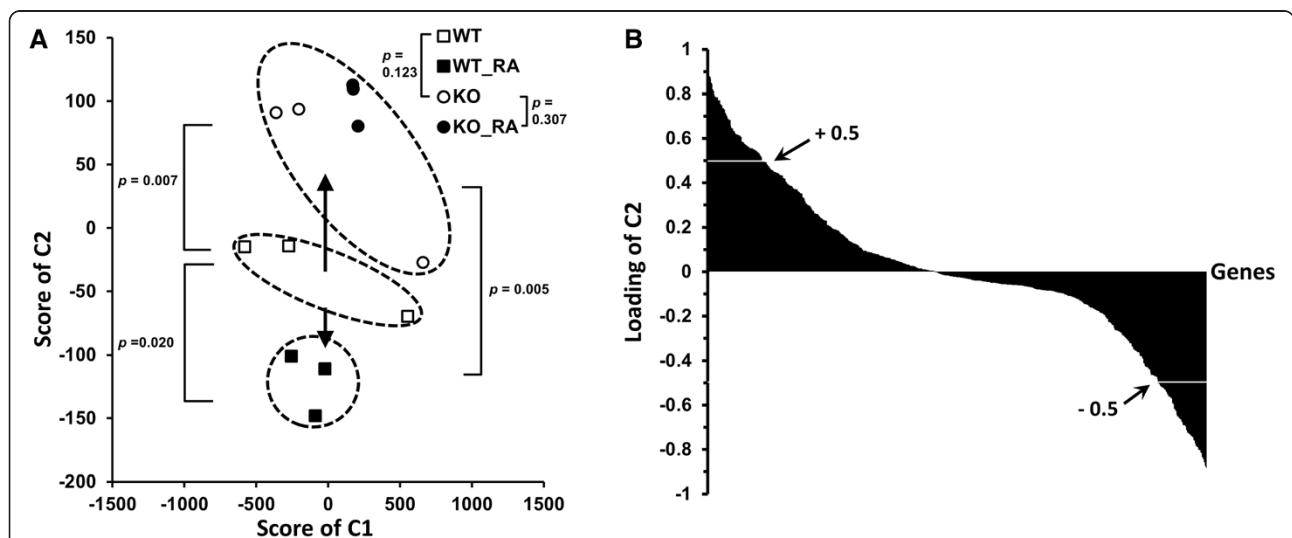 A
150
100
50
0
-50
-100
-150
-200
-1500
-1000
-500
0
500
1000
1500
Score of C2
Score of C1
WT
WT_RA
KO
KO_RA
p =
0.123
p =
0.307
p = 0.007
p =0.020
p = 0.005
B
1
0.8
0.6
0.4
0.2
0
-0.2
-0.4
-0.6
-0.8
-1
Loading of C2
Genes
+ 0.5
- 0.5